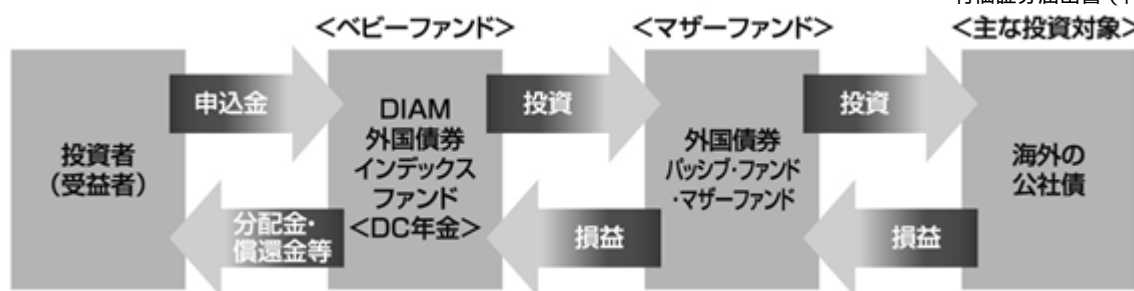 ＜ベビーファンド＞
＜マザーファンド＞
＜主な投資対象＞
投資者
（受益者）
申込金
分配金・
償還金等
DIAM
外国債券
インデックス
ファンド
＜DC年金＞
投資
損益
外国債券
パッシブ・ファンド
・マザーファンド
投資
損益
海外の
公社債